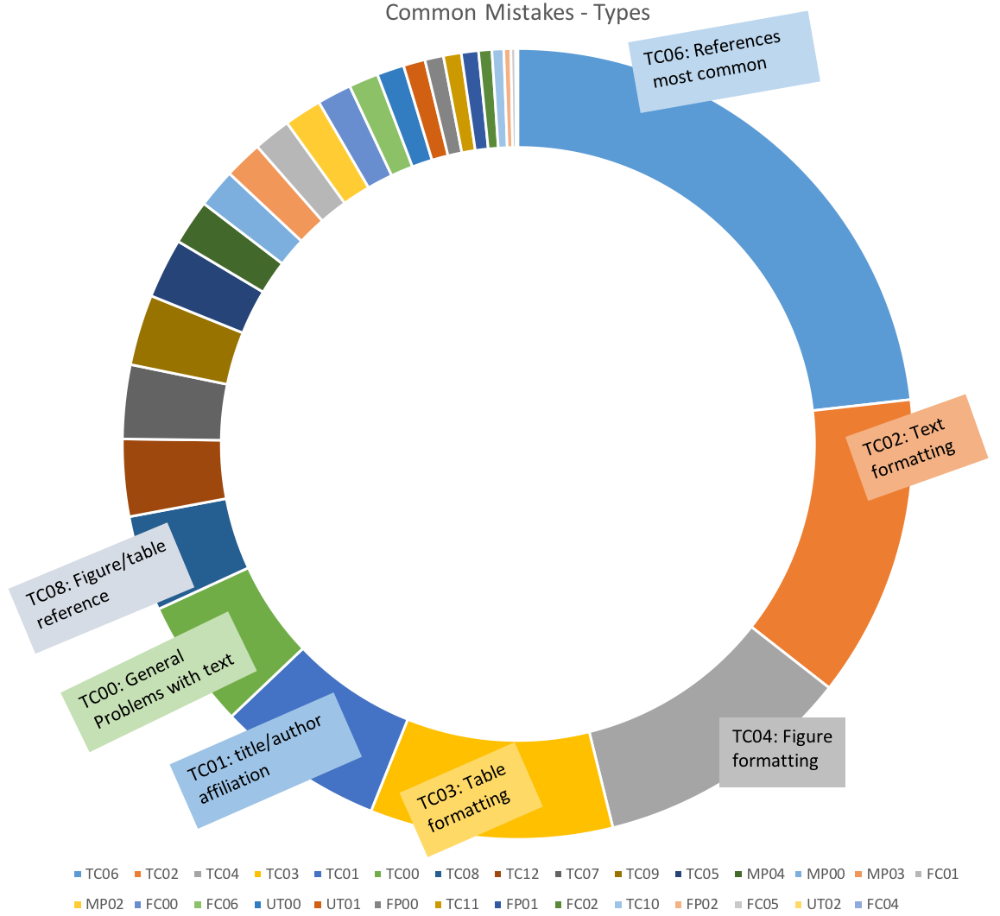 Common Mistakes - Types
TC06: References
most common
TC02: Text
formatting
TC04: Figure
formatting
TC03: Table
formatting
TC01: title/author
affiliation
TC00: General
Problems with text
TC08: Figure/table
reference
TC06 TC02 TC04 TC03 TC01 TC00 TC08 TC12 TC07 TC09 TC05 MP04 MP00 MP03 FC01
MP02 FC00 FC06 UT00 UT01 FP00 TC11 FP01 FC02 TC10 FP02 FC05 UT02 FC04